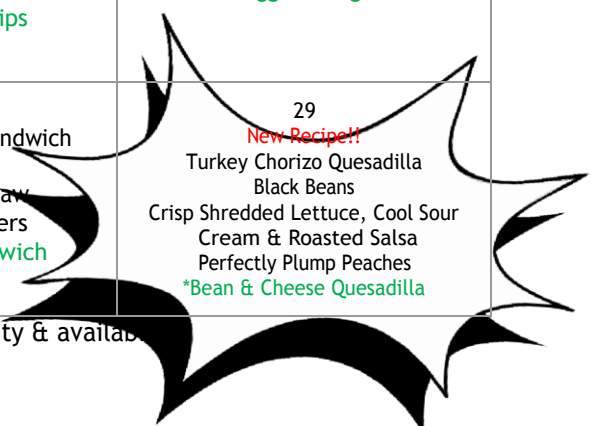 ips
29
New Recipe!!
Turkey Chorizo Quesadilla
Black Beans
Crisp Shredded Lettuce, Cool Sour
Cream & Roasted Salsa
Perfectly Plump Peaches
*Bean & Cheese Quesadilla
ndwich
aw
ers
wich
ty & availab